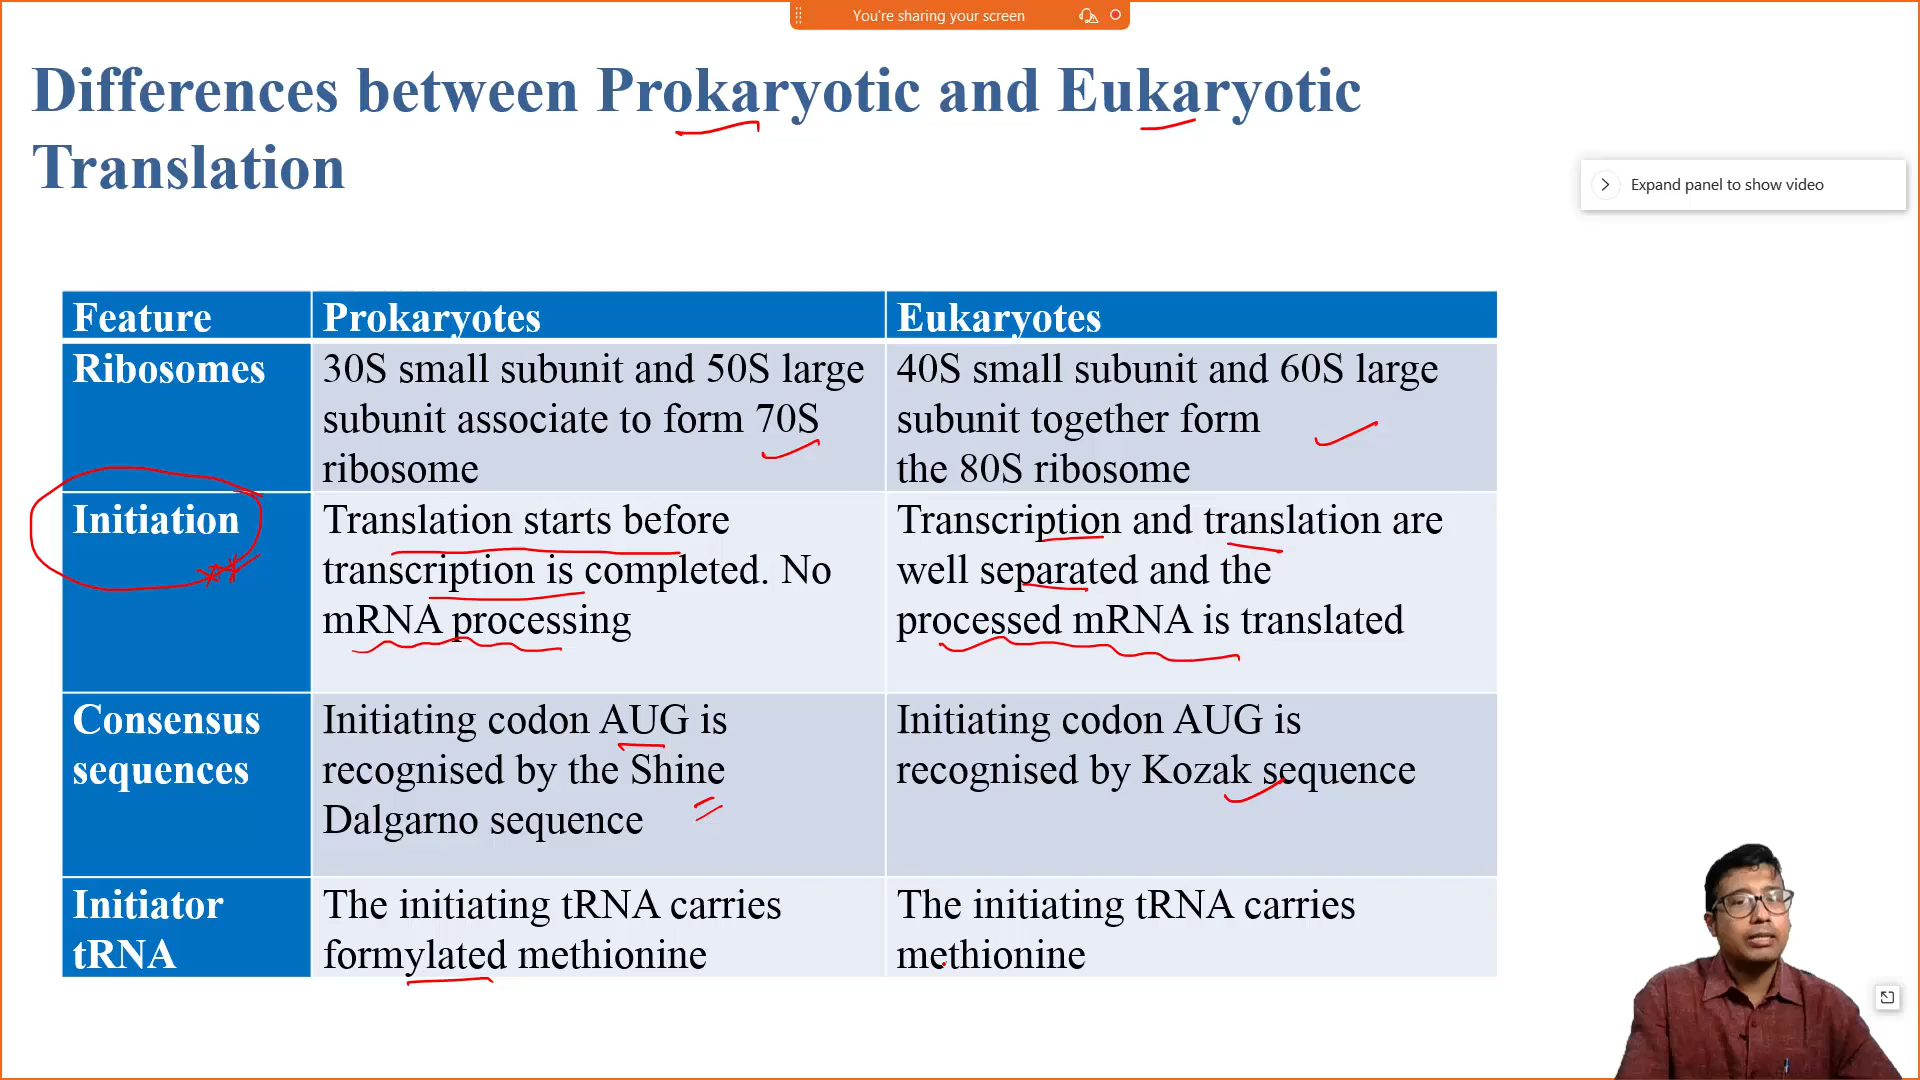 You're sharing your screen
Differences between Prokaryotic and Eukaryotic
Translation
Expand panel to show video
Feature
Prokaryotes
Eukaryotes
Ribosomes
30S small subunit and 50S large
subunit associate to form 70S
ribosome
40S small subunit and 60S large
subunit together form
the 80S ribosome
Initiation
Translation starts before
transcription is completed. No
mRNA processing
Transcription and translation are
well separated and the
processed mRNA is translated
Consensus
sequences
Initiating codon AUG is
recognised by the Shine
Dalgarno sequence
Initiating codon AUG is
recognised by Kozak sequence
Initiator
tRNA
The initiating tRNA carries
formylated methionine
The initiating tRNA carries
methionine